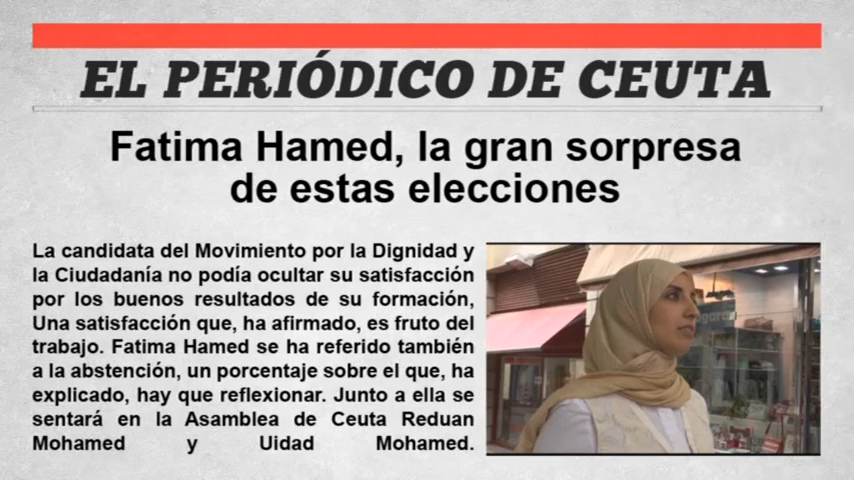 EL PERIÓDICO DE CEUTA
Fatima Hamed, la gran sorpresa
de estas elecciones
La candidata del Movimiento por la Dignidad y
la Ciudadanía no podía ocultar su satisfacción
por los buenos resultados de su formación,
Una satisfacción que, ha afirmado, es fruto del
trabajo. Fatima Hamed se ha referido también
a la abstención, un porcentaje sobre el que, ha
explicado, hay que reflexionar. Junto a ella se
sentará en la Asamblea de Ceuta Reduan
Mohamed y Uidad Mohamed.